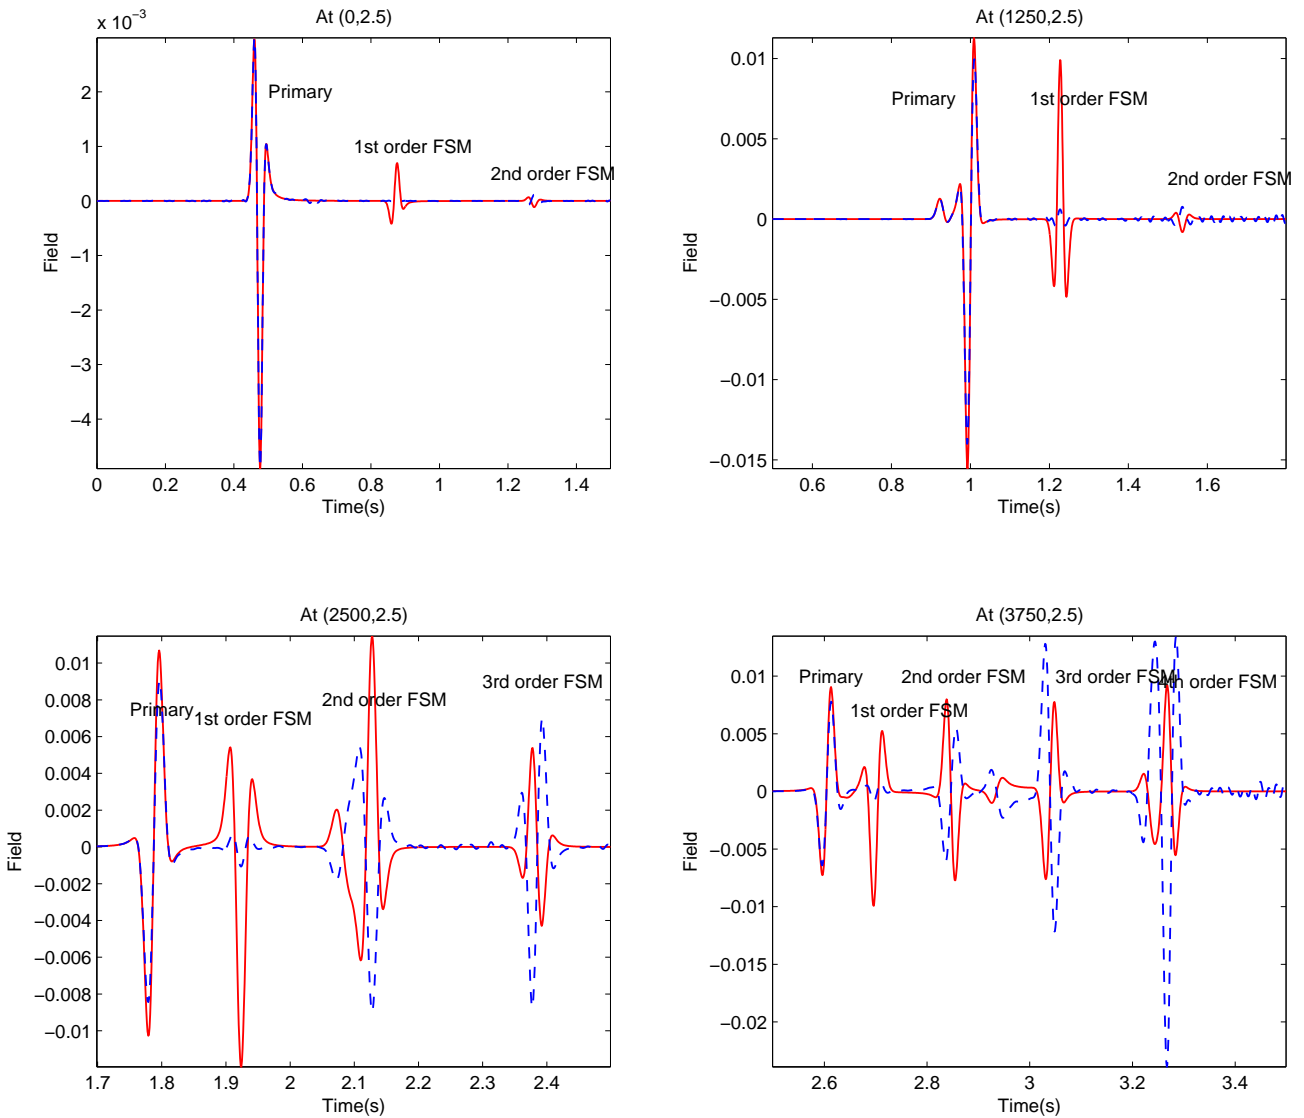 At (0,2.5)
x 10⁻³
Primary
1st order FSM
2nd order FSM
2
1
0
−1
−2
−3
−4
Field
0 0.2 0.4 0.6 0.8 1 1.2 1.4
Time(s)
At (1250,2.5)
Primary
1st order FSM
2nd order FSM
0.01
0.005
0
−0.005
−0.01
−0.015
Field
0.6 0.8 1 1.2 1.4 1.6
Time(s)
At (2500,2.5)
Primary
1st order FSM
2nd order FSM
3rd order FSM
0.01
0.008
0.006
0.004
0.002
0
−0.002
−0.004
−0.006
−0.008
−0.01
Field
1.7 1.8 1.9 2 2.1 2.2 2.3 2.4
Time(s)
At (3750,2.5)
Primary
1st order FSM
2nd order FSM
3rd order FSM
4th order FSM
0.01
0.005
0
−0.005
−0.01
−0.015
−0.02
Field
2.6 2.8 3 3.2 3.4
Time(s)